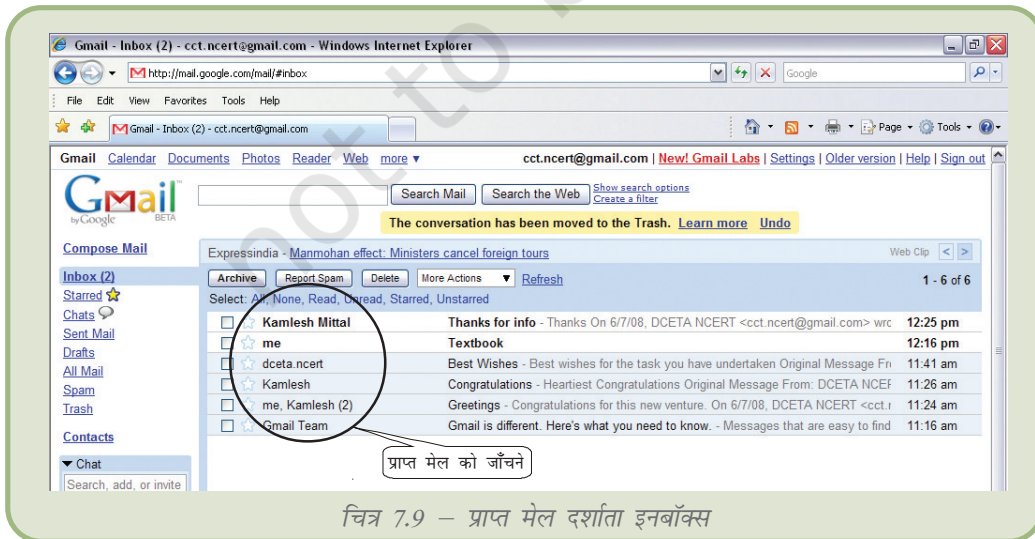 Gmail - Inbox (2) - cct.ncert@gmail.com - Windows Internet Explorer
http://mail.google.com/mail/#inbox Google
File Edit View Favorites Tools Help
Gmail - Inbox (2) - cct.ncert@gmail.com Page Tools
Gmail Calendar Documents Photos Reader Web more ▼ cct.ncert@gmail.com | New! Gmail Labs | Settings | Older version | Help | Sign out
Gmail by Google BETA
Search Mail Search the Web Show search options
Create a filter
The conversation has been moved to the Trash. Learn more Undo
Compose Mail
Inbox (2)
Starred
Chats
Sent Mail
Drafts
All Mail
Spam
Trash
Contacts
▼ Chat
Search, add, or invite
Expressindia - Manmohan effect: Ministers cancel foreign tours Web Clip < >
Archive Report Spam Delete More Actions ▼ Refresh 1 - 6 of 6
Select: All, None, Read, Unread, Starred, Unstarred
Kamlesh Mittal Thanks for info - Thanks On 6/7/08, DCETA NCERT <cct.ncert@gmail.com> wrc 12:25 pm
me Textbook 12:16 pm
dceta.ncert Best Wishes - Best wishes for the task you have undertaken Original Message Fr 11:41 am
Kamlesh Congratulations - Heartiest Congratulations Original Message From: DCETA NCEF 11:26 am
me, Kamlesh (2) Greetings - Congratulations for this new venture. On 6/7/08, DCETA NCERT <cct.r 11:24 am
Gmail Team Gmail is different. Here's what you need to know. - Messages that are easy to find 11:16 am
प्राप्त मेल को जाँचने
चित्र 7.9 – प्राप्त मेल दर्शाता इनबॉक्स
not to b